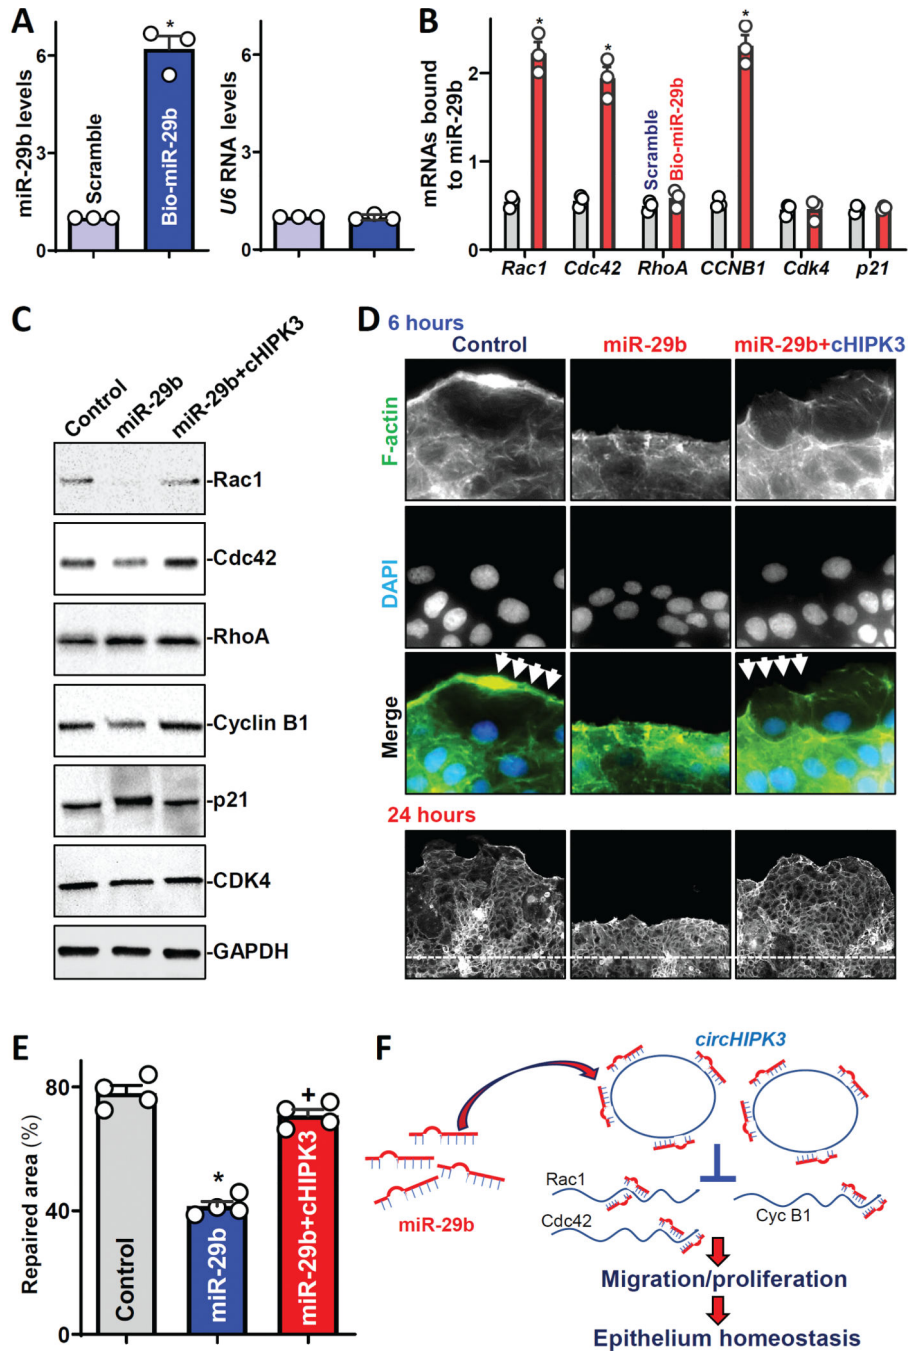 A
miR-29b levels
6
3
0
Scramble
*
Bio-miR-29b
U6 RNA levels
6
3
0
B
mRNAs bound
to miR-29b
2
1
0
*
*
*
Scramble
Bio-miR-29b
Rac1 Cdc42 RhoA CCNB1 Cdk4 p21
C
Control
miR-29b
miR-29b+cHIPK3
-Rac1
-Cdc42
-RhoA
-Cyclin B1
-p21
-CDK4
-GAPDH
D
6 hours
Control miR-29b miR-29b+cHIPK3
F-actin
DAPI
Merge
24 hours
E
Repaired area (%)
80
40
0
Control
*
miR-29b
+
miR-29b+cHIPK3
F
circHIPK3
miR-29b
Rac1
Cdc42
Cyc B1
Migration/proliferation
Epithelium homeostasis